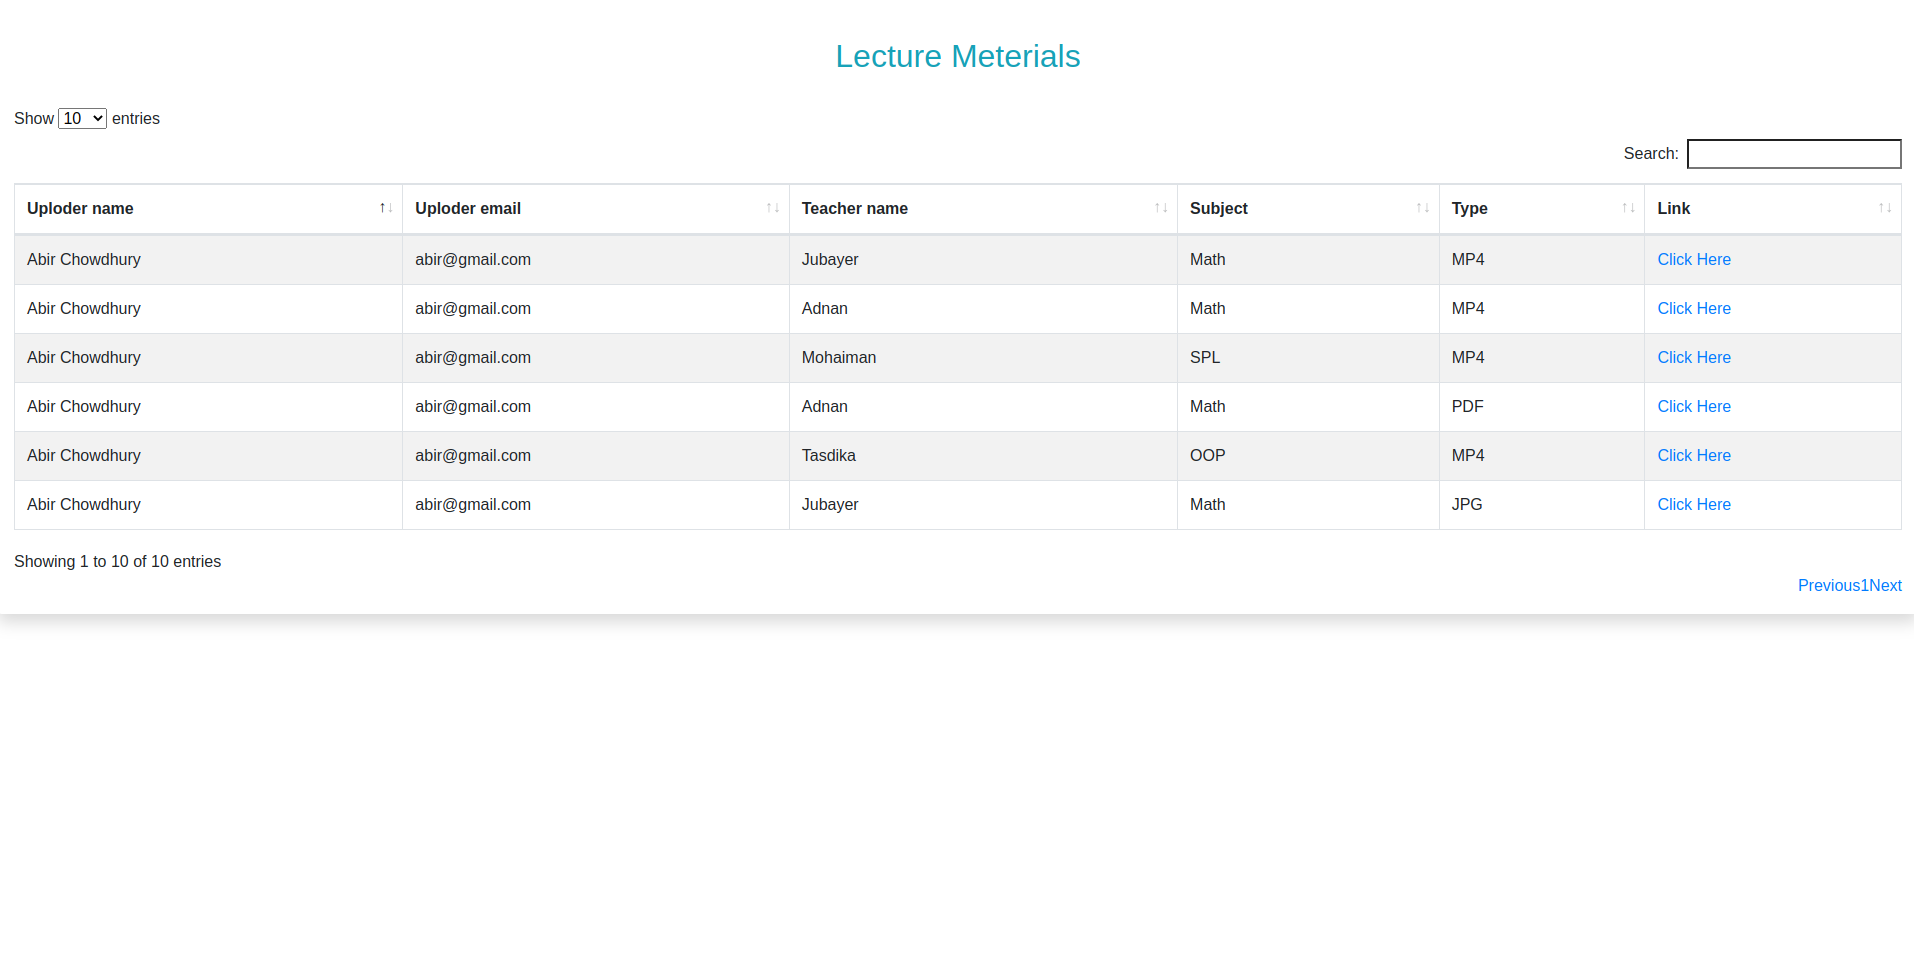 Lecture Meterials
Show 10 entries
Search:
Uploder name ↑↓ Uploder email ↑↓ Teacher name ↑↓ Subject ↑↓ Type ↑↓ Link ↑↓
Abir Chowdhury abir@gmail.com Jubayer Math MP4 Click Here
Abir Chowdhury abir@gmail.com Adnan Math MP4 Click Here
Abir Chowdhury abir@gmail.com Mohaiman SPL MP4 Click Here
Abir Chowdhury abir@gmail.com Adnan Math PDF Click Here
Abir Chowdhury abir@gmail.com Tasdika OOP MP4 Click Here
Abir Chowdhury abir@gmail.com Jubayer Math JPG Click Here
Showing 1 to 10 of 10 entries
Previous1Next